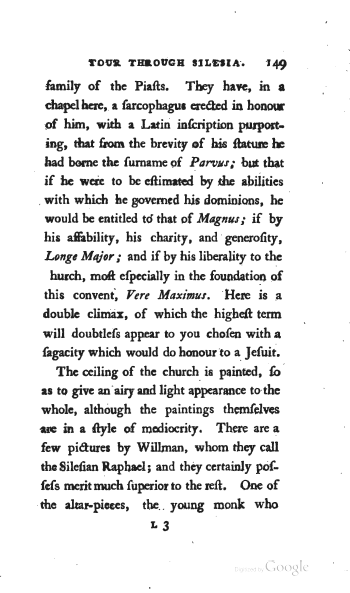 TOUR THROUGH SILESIA. 149
family of the Piaſts. They have, in a
chapel here, a ſarcophagus erected in honour
of him, with a Latin inſcription purport-
ing, that from the brevity of his ſtature he
had borne the ſurname of Parvus; but that
if he were to be eſtimated by the abilities
with which he governed his dominions, he
would be entitled to that of Magnus; if by
his affability, his charity, and generoſity,
Longe Major; and if by his liberality to the
hurch, moſt eſpecially in the foundation of
this convent, Vere Maximus. Here is a
double climax, of which the higheſt term
will doubtleſs appear to you choſen with a
ſagacity which would do honour to a Jeſuit.
The ceiling of the church is painted, ſo
as to give an airy and light appearance to the
whole, although the paintings themſelves
are in a ſtyle of mediocrity. There are a
few pictures by Willman, whom they call
the Sileſian Raphael; and they certainly poſ-
ſeſs merit much ſuperior to the reſt. One of
the altar-pieces, the young monk who
L 3
Digitized by Google